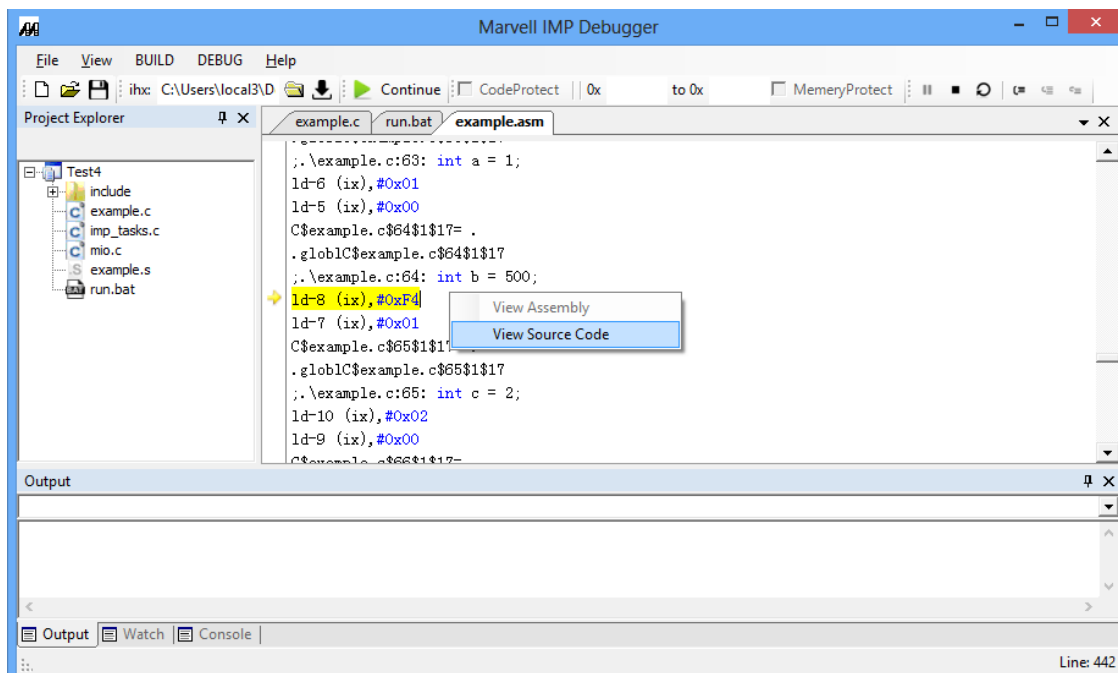 Marvell IMP Debugger
File View BUILD DEBUG Help
ihx: C:\Users\local3\D Continue CodeProtect 0x to 0x MemeryProtect
Project Explorer
example.c run.bat example.asm
Test4
include
example.c
imp_tasks.c
mio.c
example.s
run.bat
;.\example.c:63: int a = 1;
ld-6 (ix),#0x01
ld-5 (ix),#0x00
C$example.c$64$1$17= .
.globlC$example.c$64$1$17
;.\example.c:64: int b = 500;
ld-8 (ix),#0xF4
ld-7 (ix),#0x01
C$example.c$65$1$17= .
.globlC$example.c$65$1$17
;.\example.c:65: int c = 2;
ld-10 (ix),#0x02
ld-9 (ix),#0x00
C$example.c$66$1$17=
View Assembly
View Source Code
Output
Output Watch Console
Line: 442